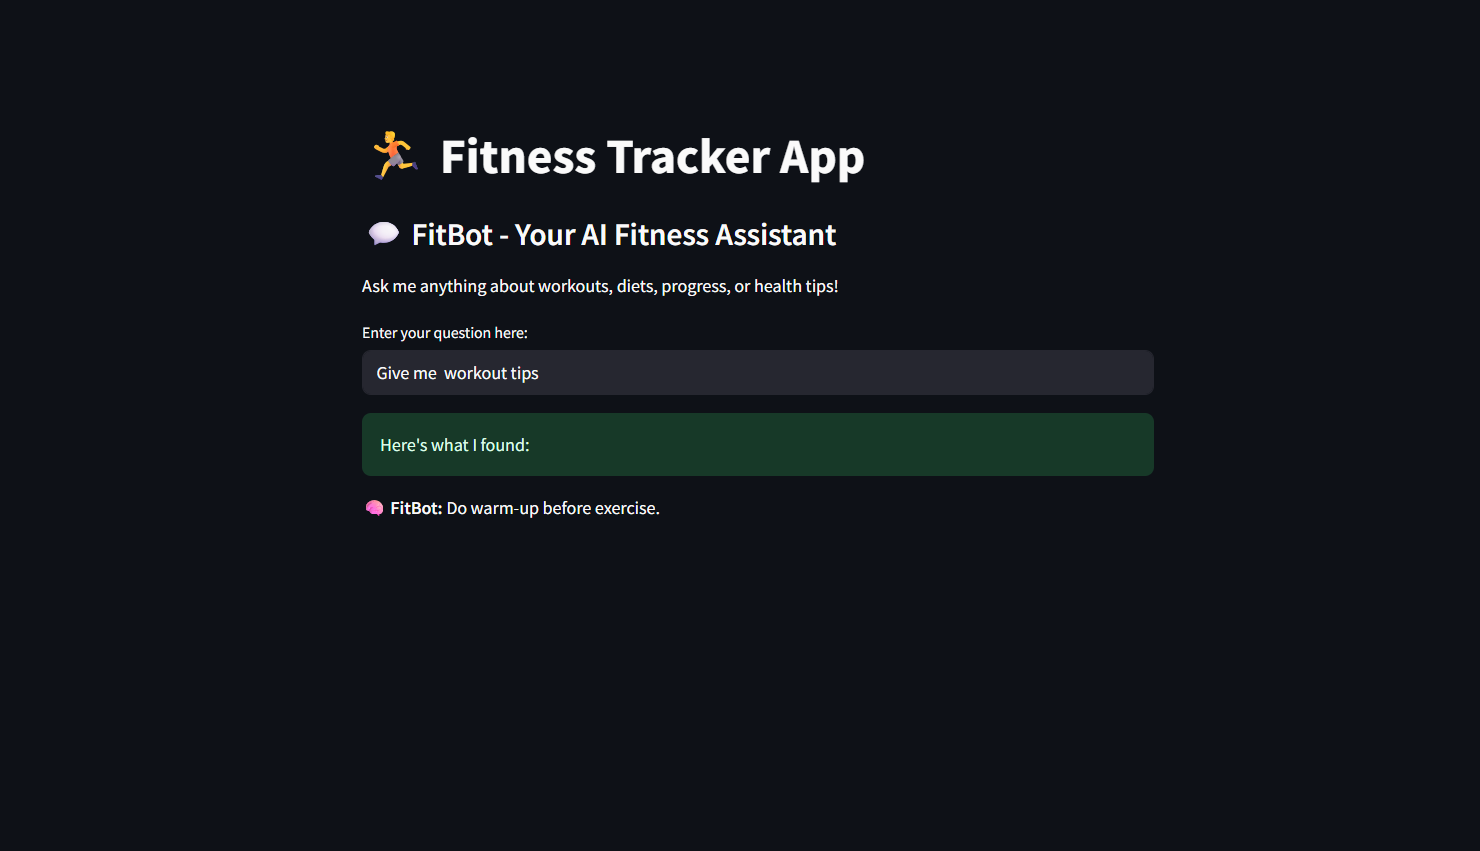 Fitness Tracker App
FitBot - Your AI Fitness Assistant
Ask me anything about workouts, diets, progress, or health tips!
Enter your question here:
Give me  workout tips
Here's what I found:
FitBot: Do warm-up before exercise.